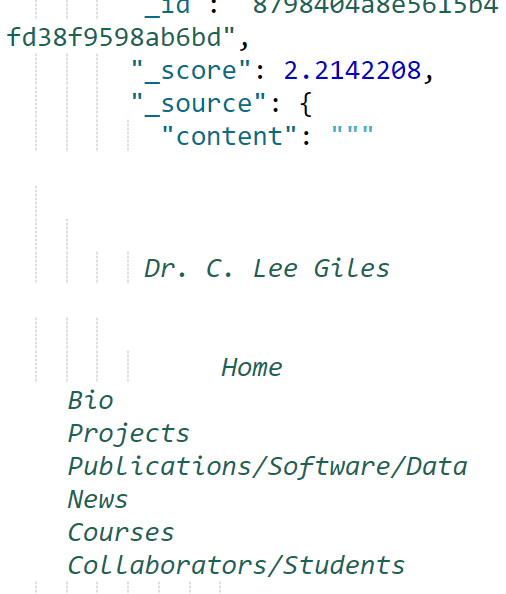 "_id": "8798404a8e5615b4
fd38f9598ab6bd",
"_score": 2.2142208,
"_source": {
"content": """
Dr. C. Lee Giles
Home
Bio
Projects
Publications/Software/Data
News
Courses
Collaborators/Students